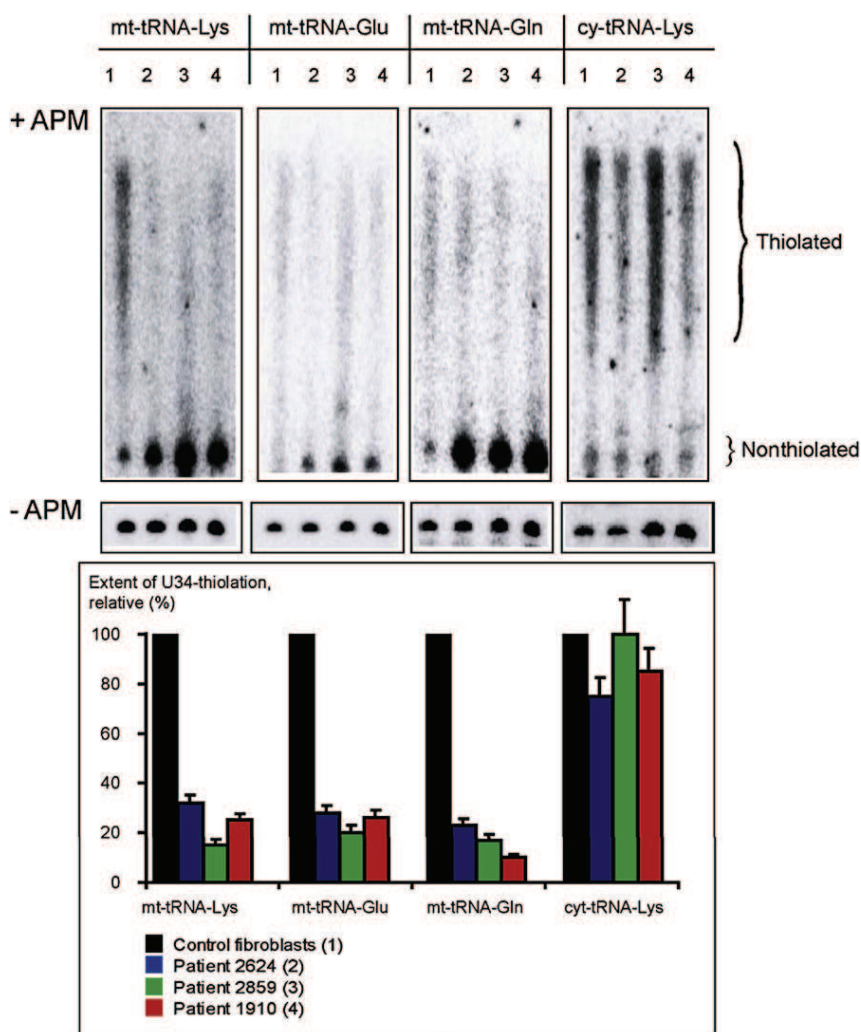 mt-tRNA-Lys mt-tRNA-Glu mt-tRNA-Gln cy-tRNA-Lys
1 2 3 4 1 2 3 4 1 2 3 4 1 2 3 4
+ APM
Thiolated
Nonthiolated
- APM
Extent of U34-thiolation,
relative (%)
100
80
60
40
20
0
mt-tRNA-Lys mt-tRNA-Glu mt-tRNA-Gln cyt-tRNA-Lys
Control fibroblasts (1)
Patient 2624 (2)
Patient 2859 (3)
Patient 1910 (4)